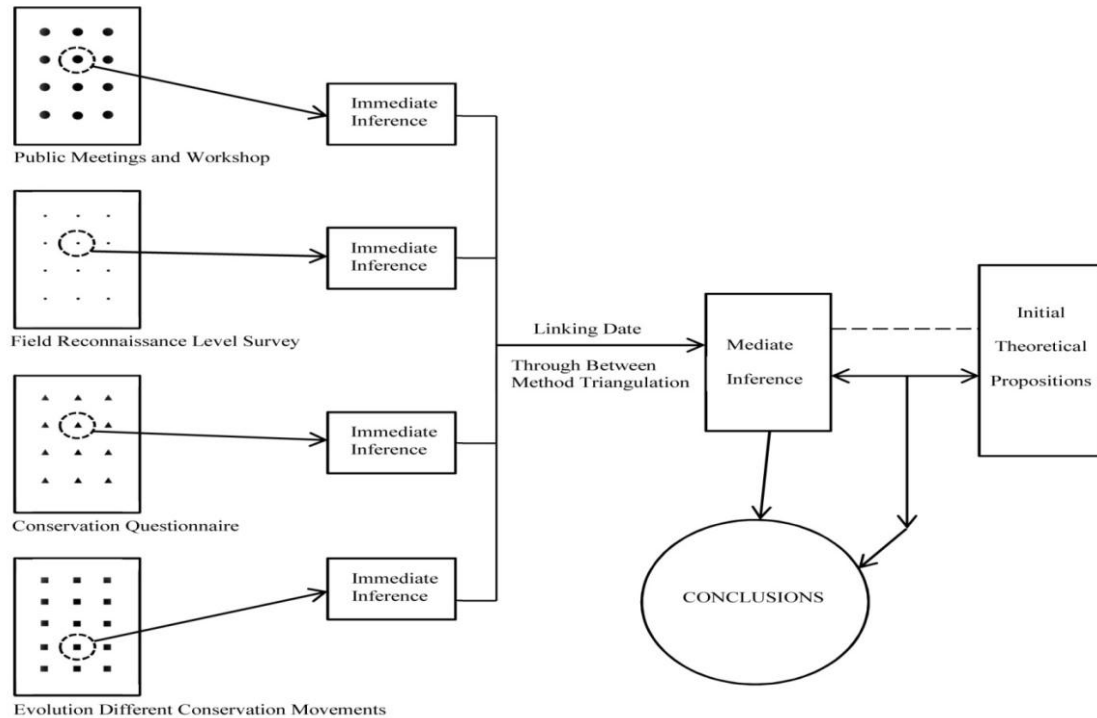 Immediate
Inference
Public Meetings and Workshop
Immediate
Inference
Field Reconnaissance Level Survey
Immediate
Inference
Conservation Questionnaire
Immediate
Inference
Evolution Different Conservation Movements
Linking Date
Through Between
Method Triangulation
Mediate
Inference
Initial
Theoretical
Propositions
CONCLUSIONS